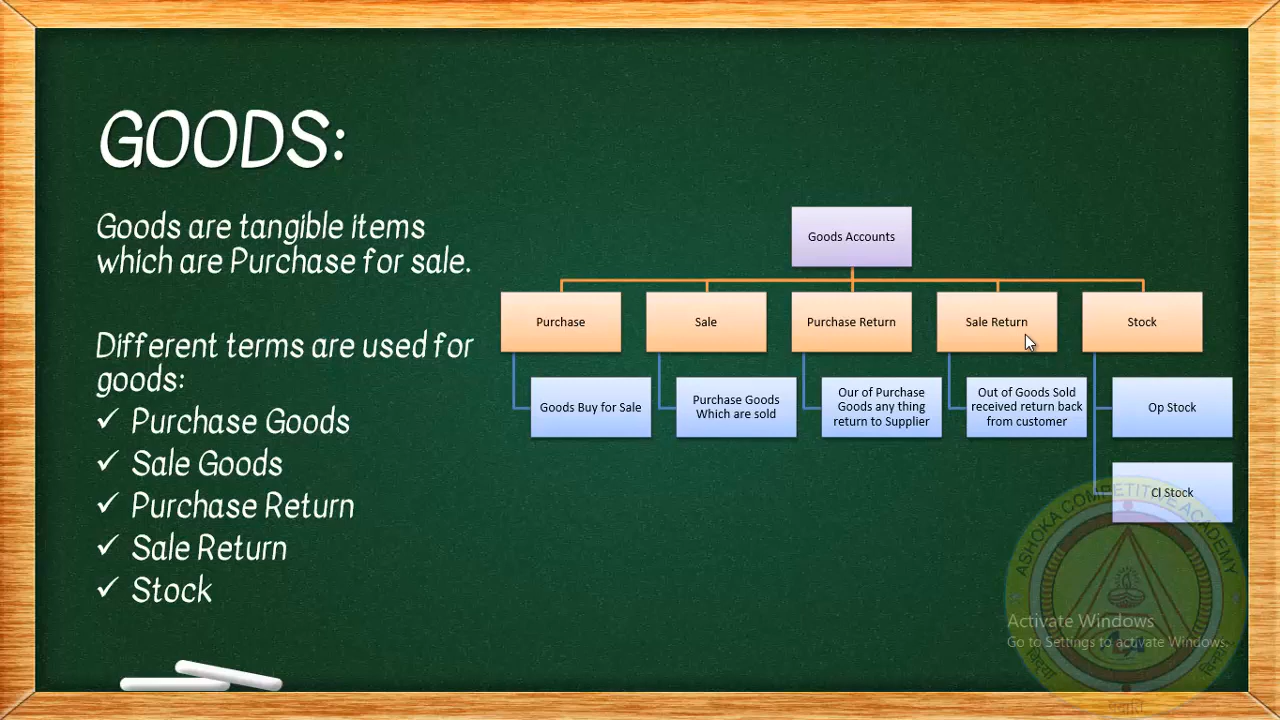 GOODS:
Goods are tangible items
which are Purchase for sale.
Different terms are used for
goods:
✓ Purchase Goods
✓ Sale Goods
✓ Purchase Return
✓ Sale Return
✓ Stock
Goods Accounts
Purchase
Sale
Purchase Return
Sale Return
Stock
Goods Buy for Sale
Purchase Goods
Which are sold
Our of Purchase
Goods any thing
return to Supplier
Out of Goods Sold
received return back
from customer
Op Stock
Cl Stock
ASHOKA COMPETITIVE ACADEMY
Activate Windows
Go to Settings to activate Windows.